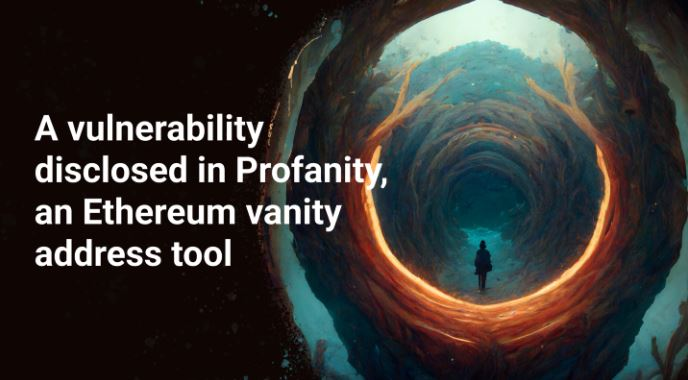 A vulnerability
disclosed in Profanity,
an Ethereum vanity
address tool